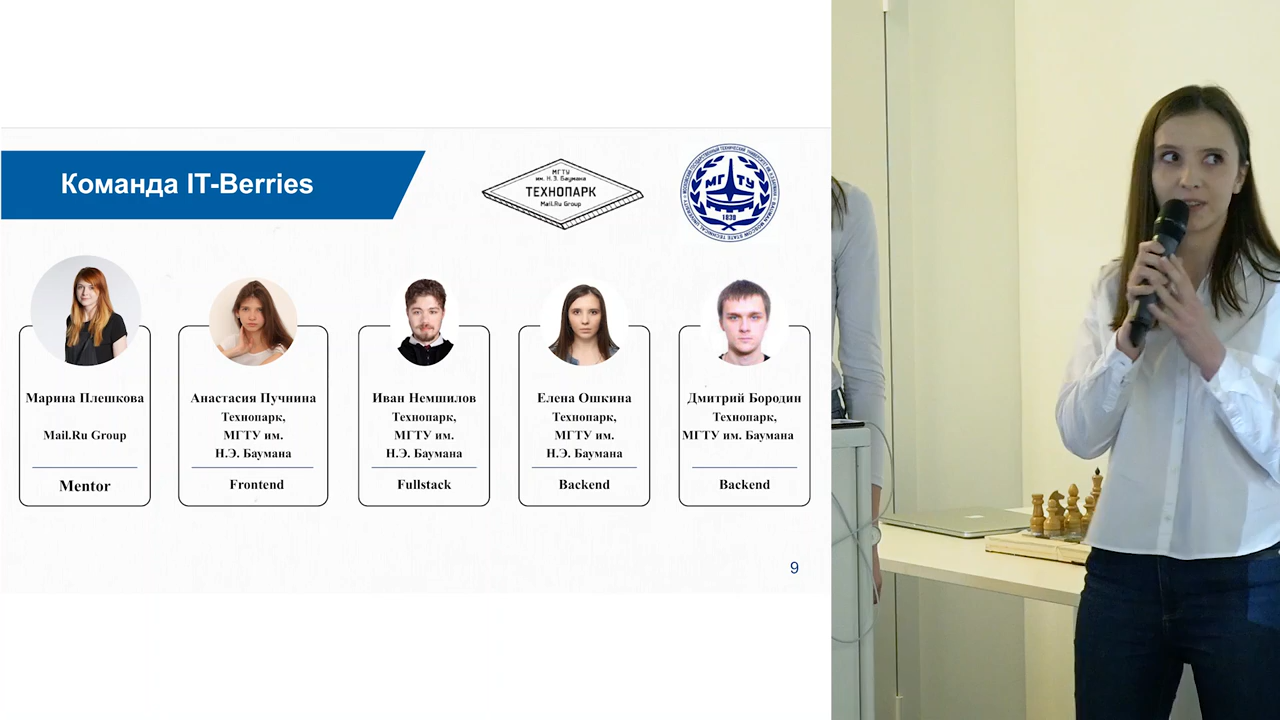 Команда IT-Berries
МГТУ
им. Н.Э. Баумана
ТЕХНОПАРК
Mail.Ru Group
МГТУ
1830
Марина Плешкова
Mail.Ru Group
Mentor
Анастасия Пучнина
Технопарк,
МГТУ им.
Н.Э. Баумана
Frontend
Иван Немшилов
Технопарк,
МГТУ им.
Н.Э. Баумана
Fullstack
Елена Ошкина
Технопарк,
МГТУ им.
Н.Э. Баумана
Backend
Дмитрий Бородин
Технопарк,
МГТУ им. Баумана
Backend
9